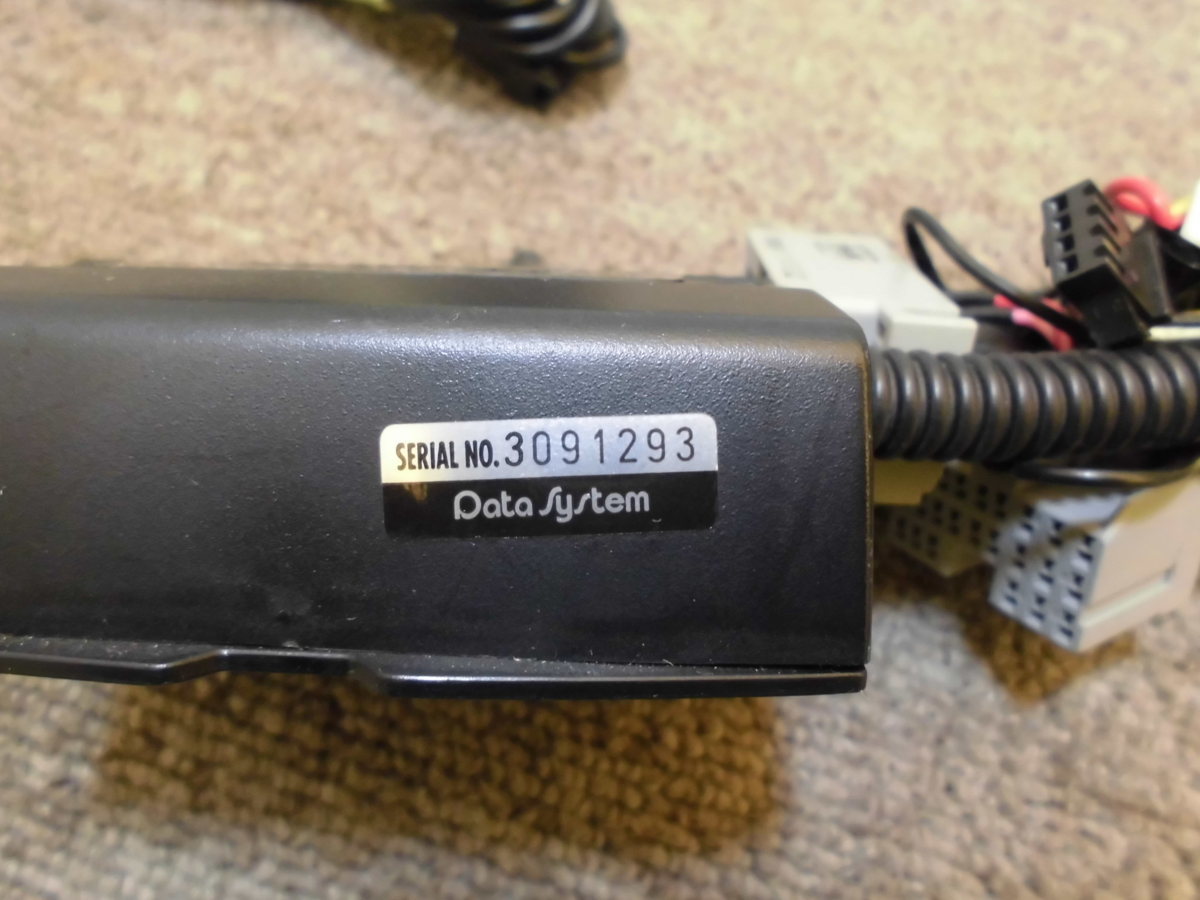 SERIAL NO. 3091293
Data System